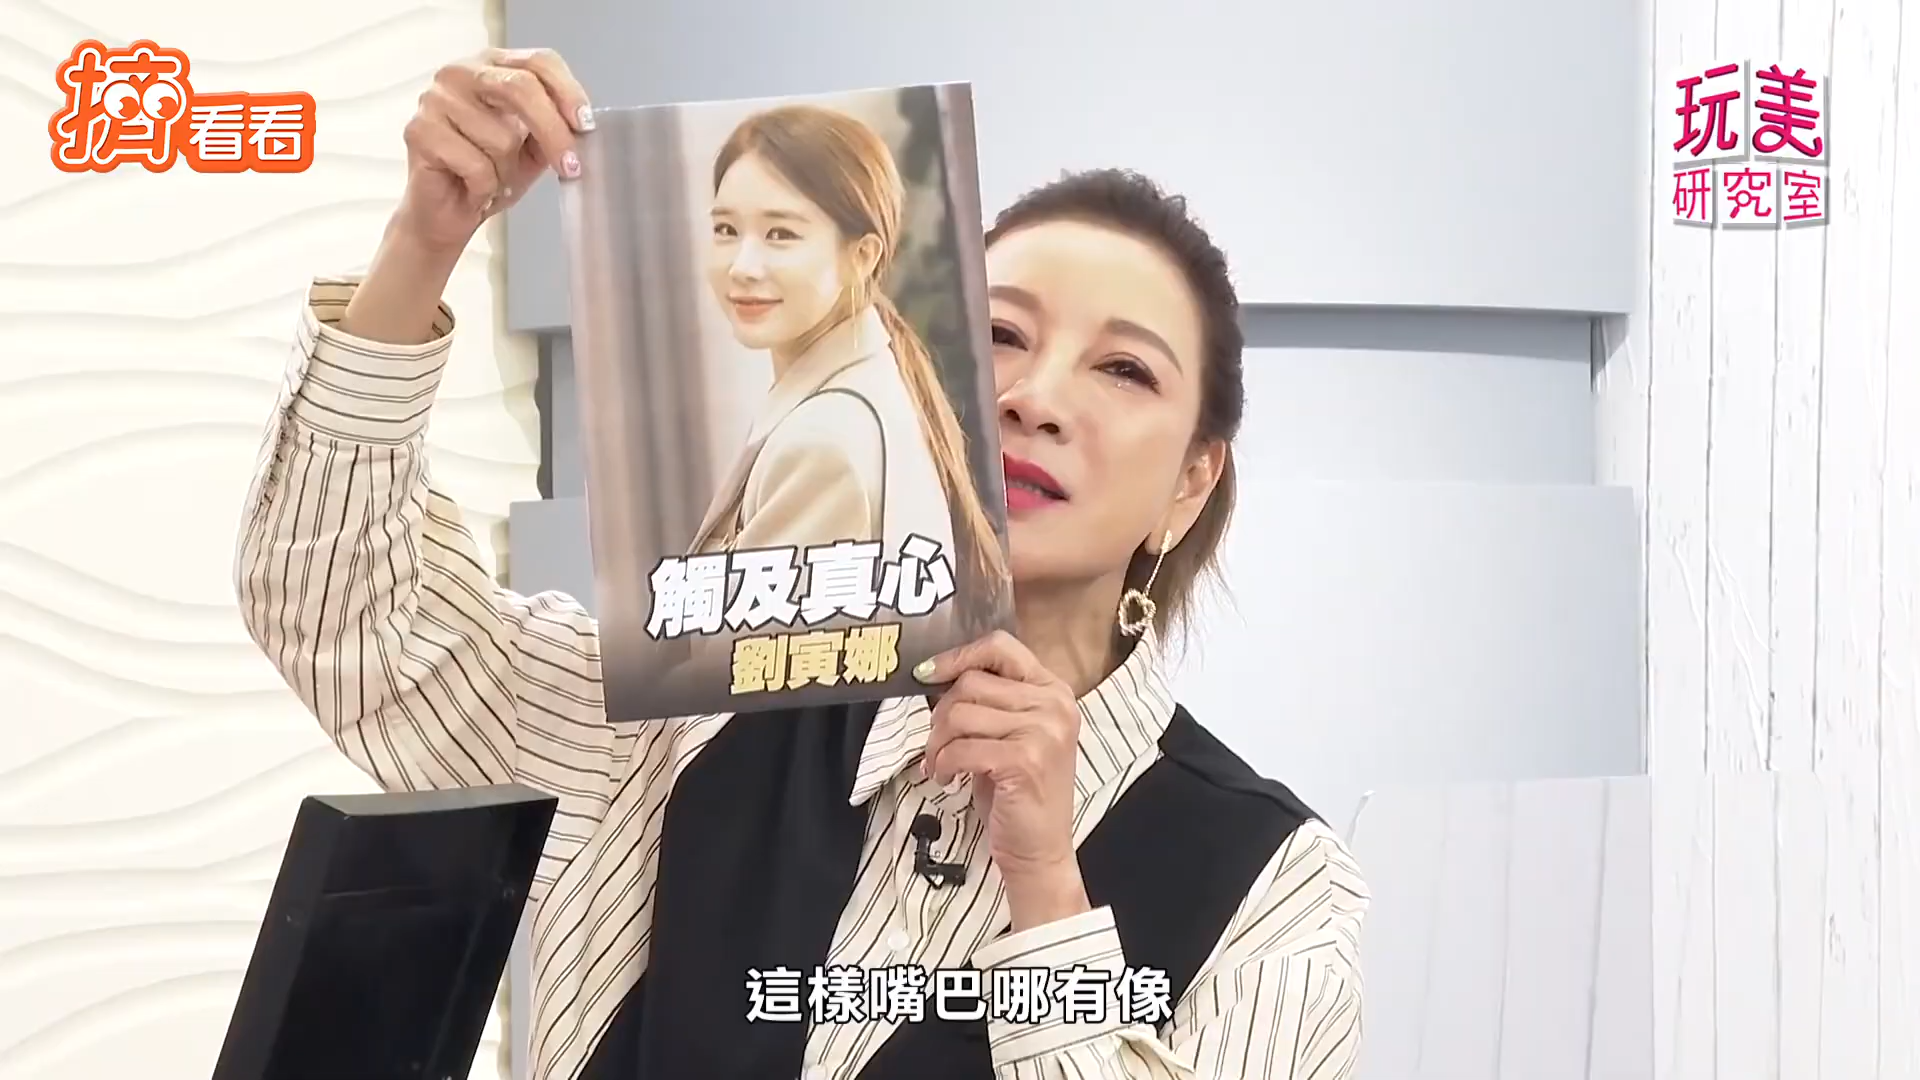 擠看看
玩美
研究室
觸及真心
劉寅娜
這樣嘴巴哪有像